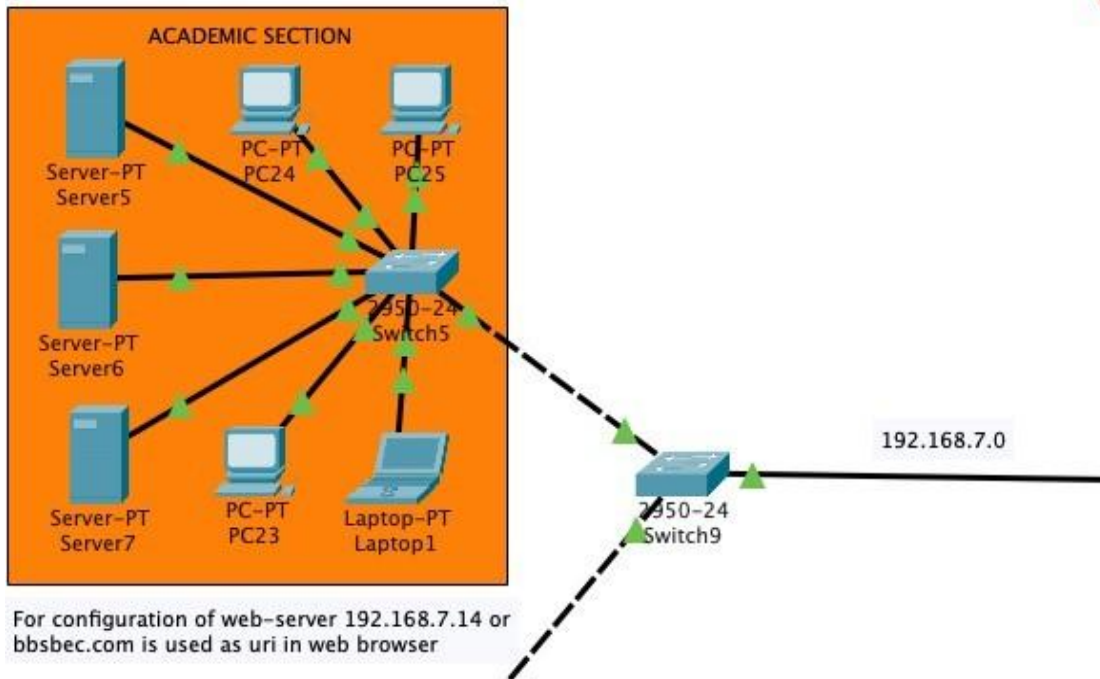 ACADEMIC SECTION
Server-PT
Server5
PC-PT
PC24
PC-PT
PC25
Server-PT
Server6
2950-24
Switch5
Server-PT
Server7
PC-PT
PC23
Laptop-PT
Laptop1
2950-24
Switch9
192.168.7.0
For configuration of web-server 192.168.7.14 or
bbsbec.com is used as uri in web browser